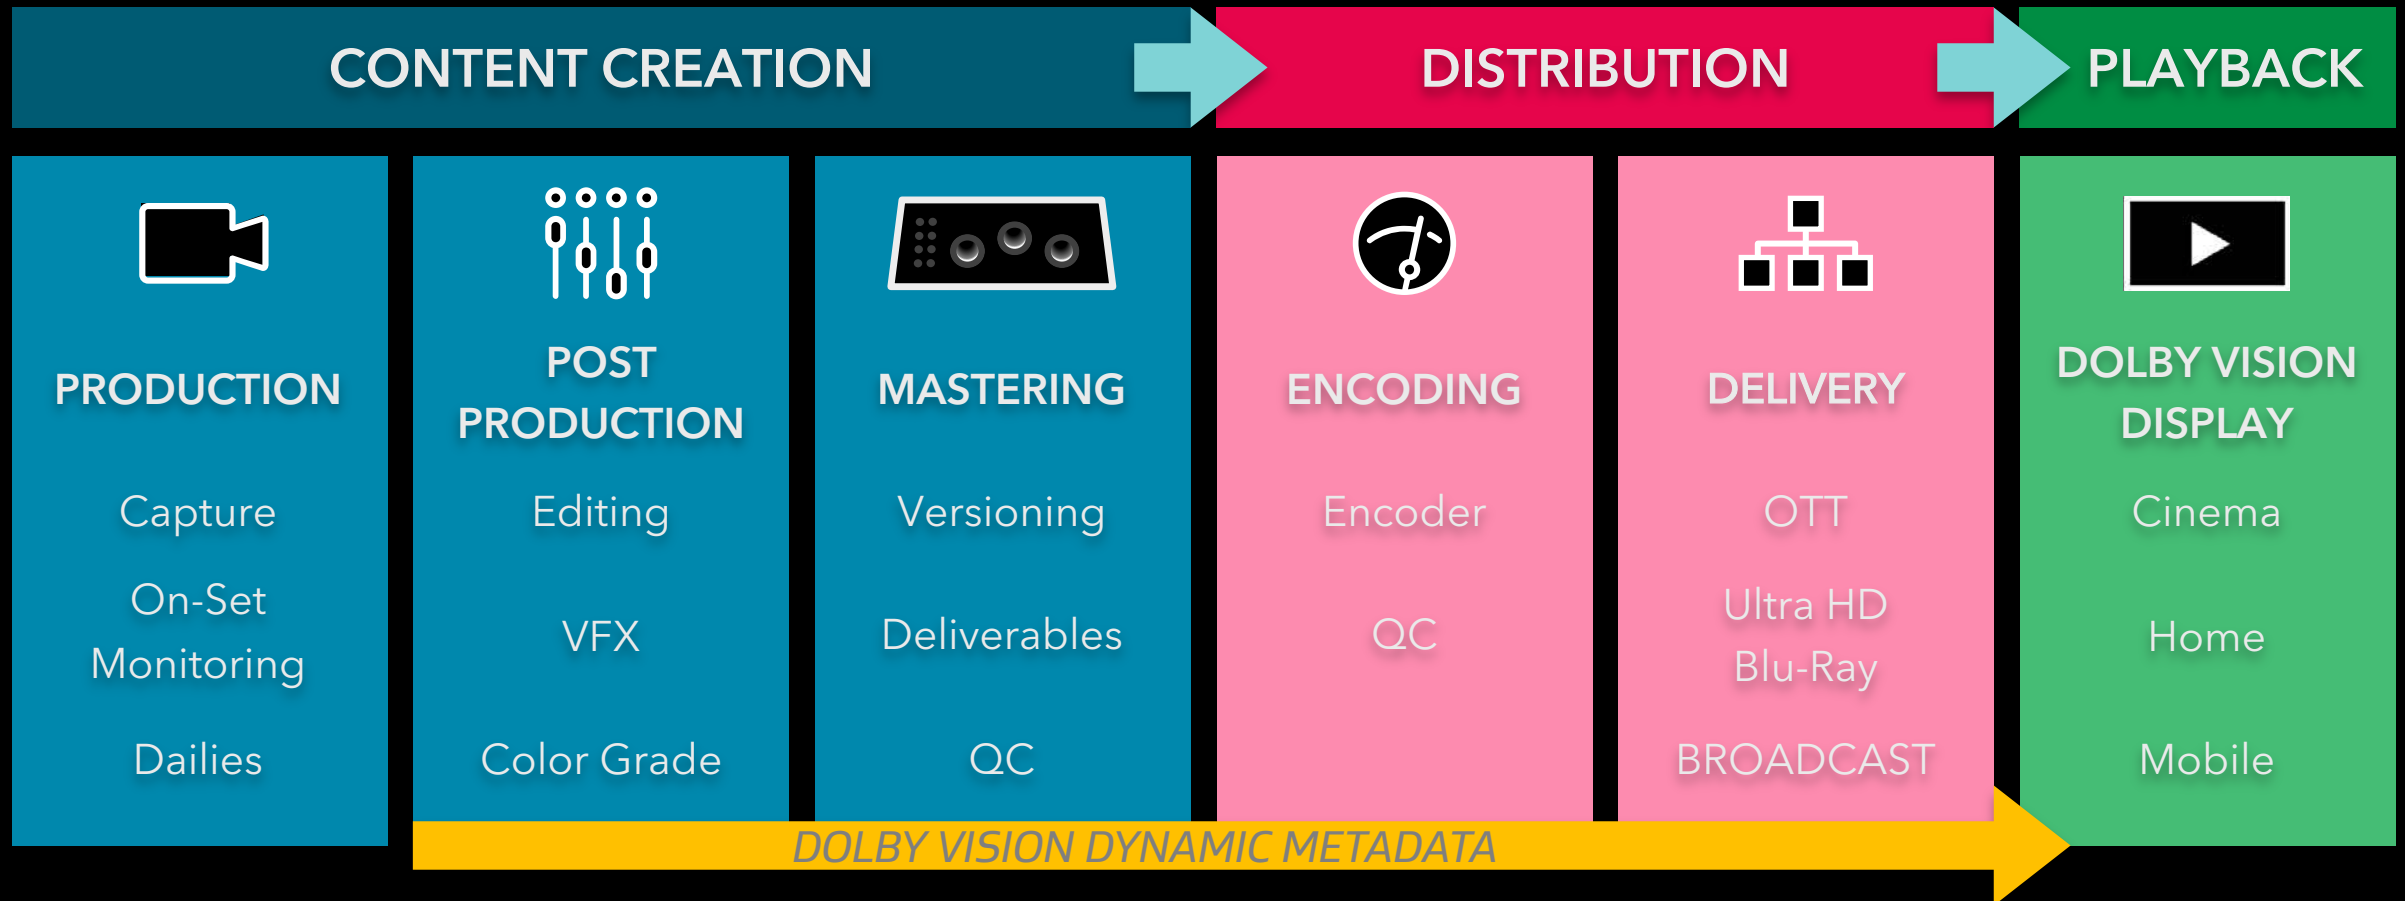 CONTENT CREATION
DISTRIBUTION
PLAYBACK
PRODUCTION
Capture
On-Set
Monitoring
Dailies
POST
PRODUCTION
Editing
VFX
Color Grade
MASTERING
Versioning
Deliverables
QC
ENCODING
Encoder
QC
DELIVERY
OTT
Ultra HD
Blu-Ray
BROADCAST
DOLBY VISION
DISPLAY
Cinema
Home
Mobile
DOLBY VISION DYNAMIC METADATA